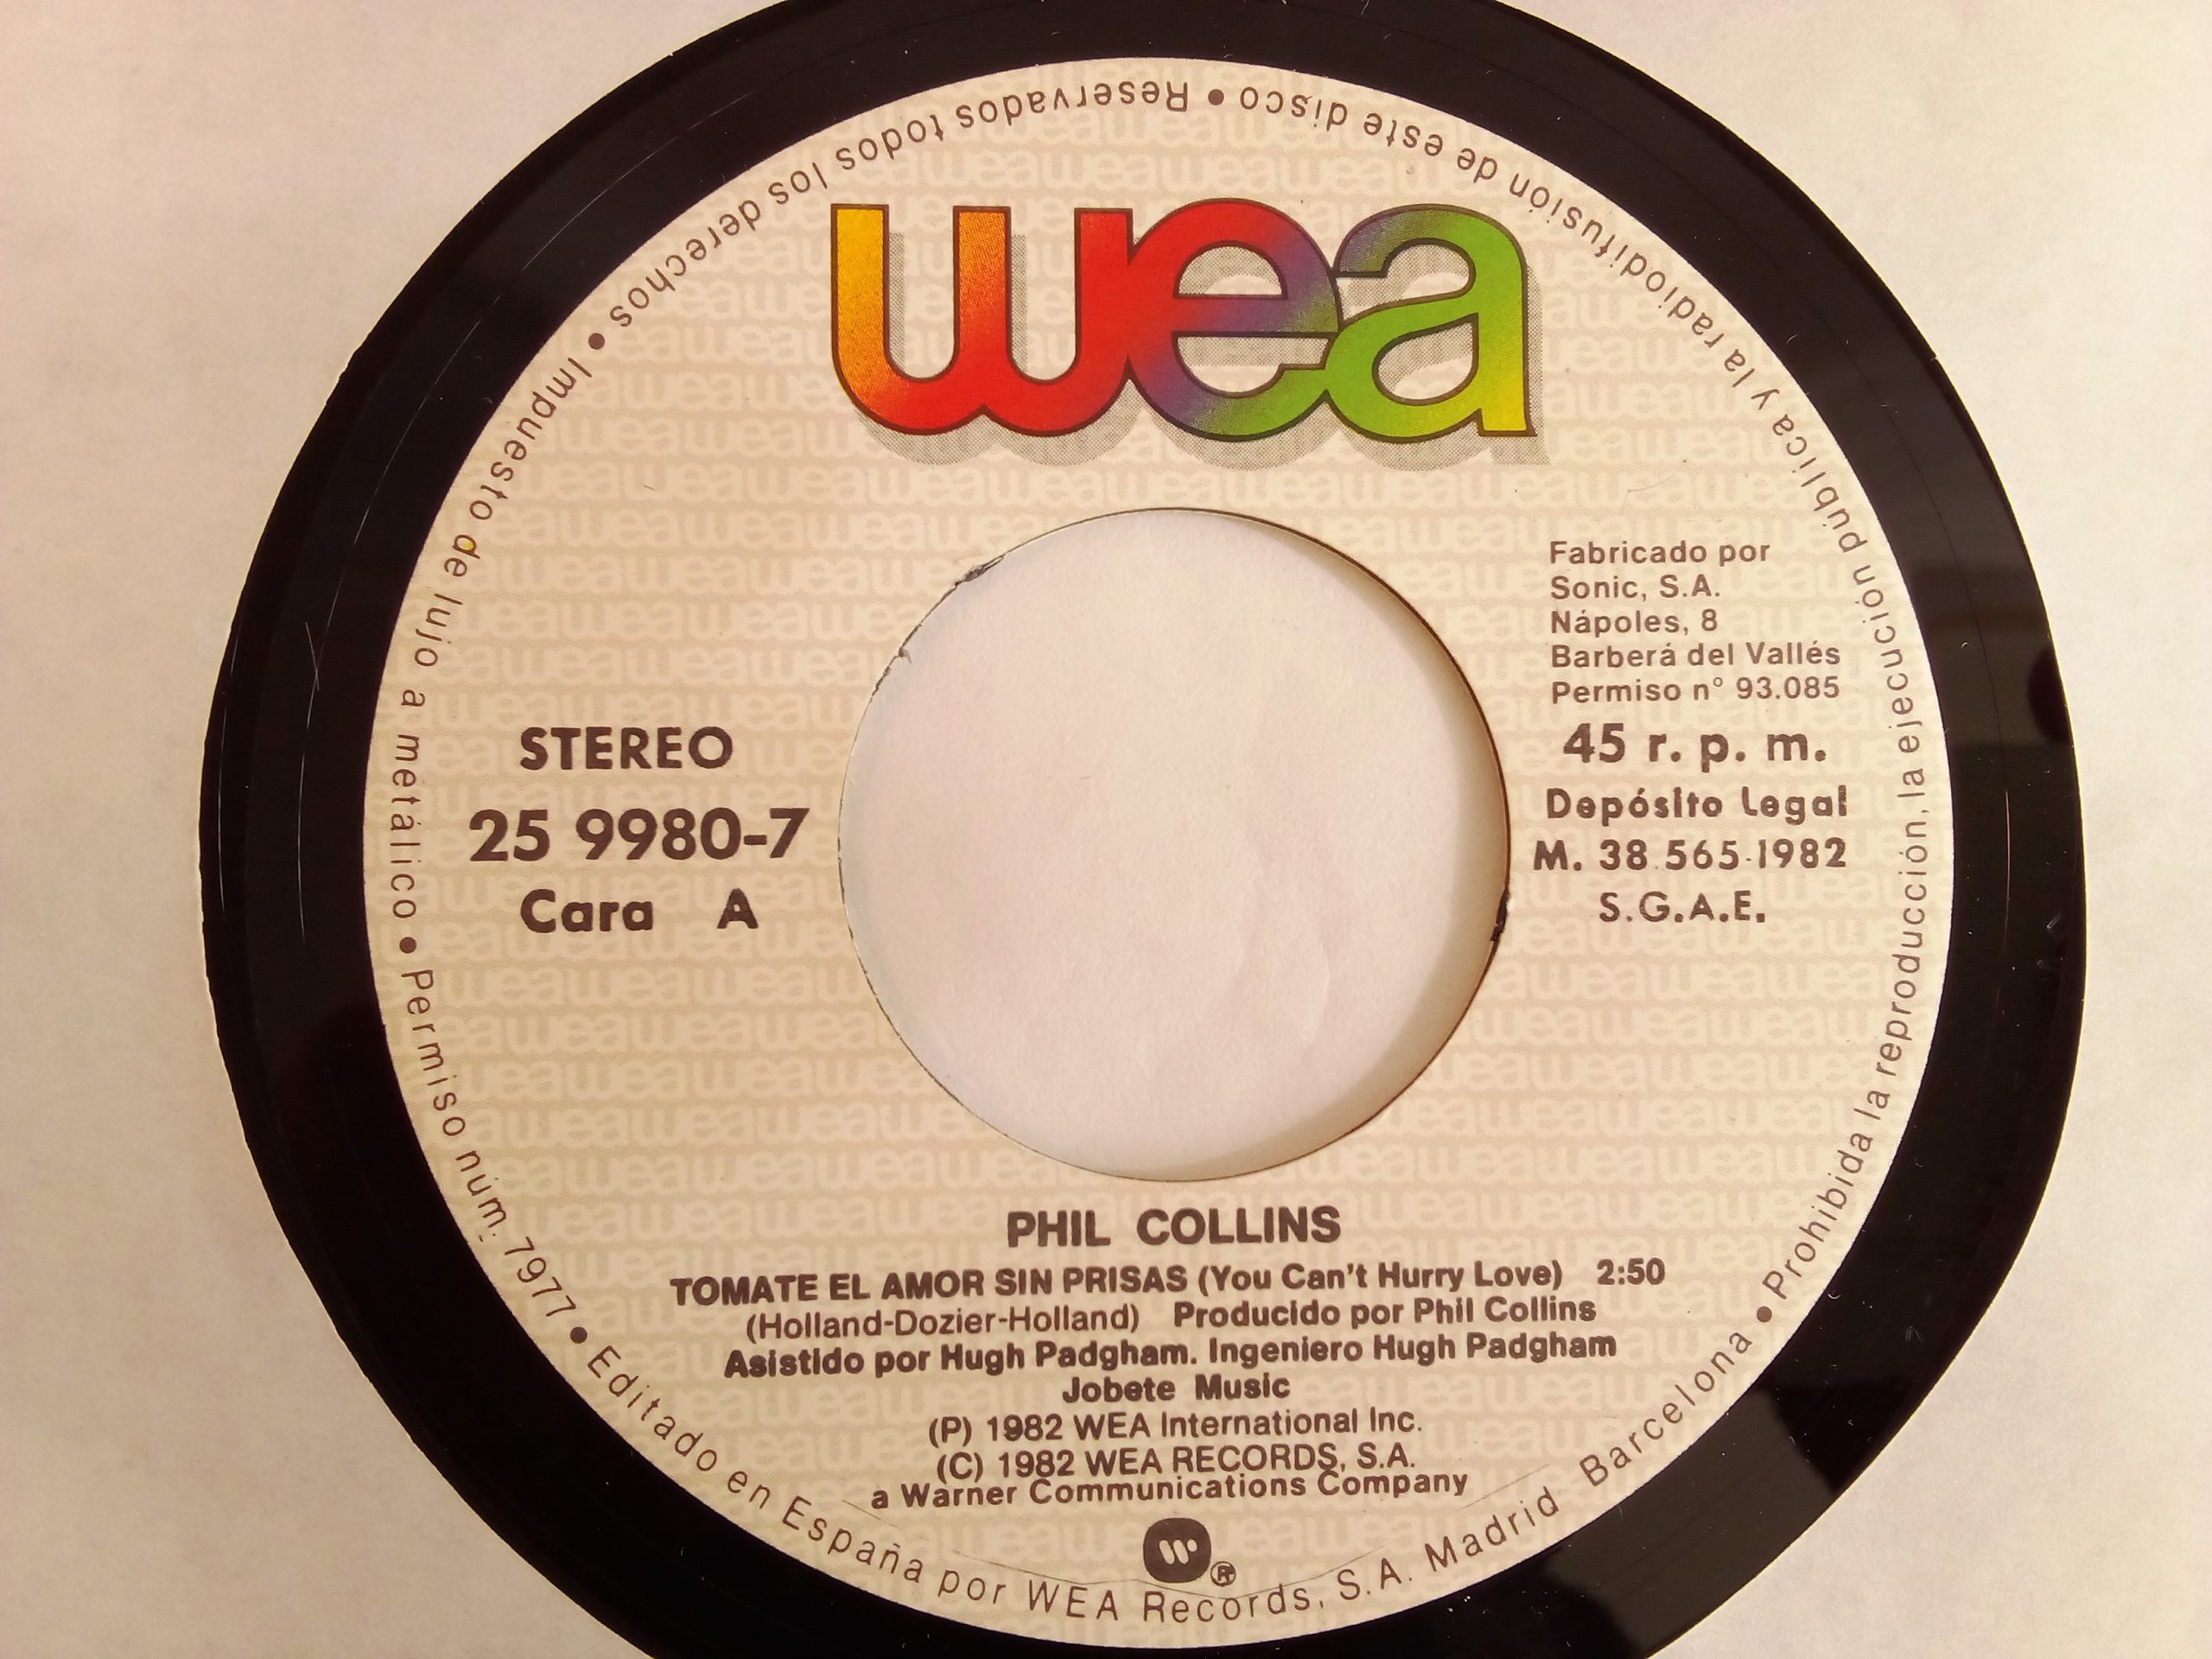 wea
Fabricado por
Sonic, S.A.
Nápoles, 8
Barberá del Vallés
Permiso n° 93.085
STEREO
25 9980-7
Cara A
45 r. p. m.
Depósito Legal
M. 38.565-1982
S.G.A.E.
PHIL COLLINS
TOMATE EL AMOR SIN PRISAS (You Can't Hurry Love) 2:50
(Holland-Dozier-Holland) Producido por Phil Collins
Asistido por Hugh Padgham. Ingeniero Hugh Padgham
Jobete Music
(P) 1982 WEA International Inc.
(C) 1982 WEA RECORDS, S.A.
a Warner Communications Company
W ®
Editado en España por WEA Records, S.A. Madrid Barcelona • Prohibida la reproducción, la ejecución pública y la radiodifusión de este disco • Reservados todos los derechos • Impuesto de lujo a metálico • Permiso núm. 7977 •